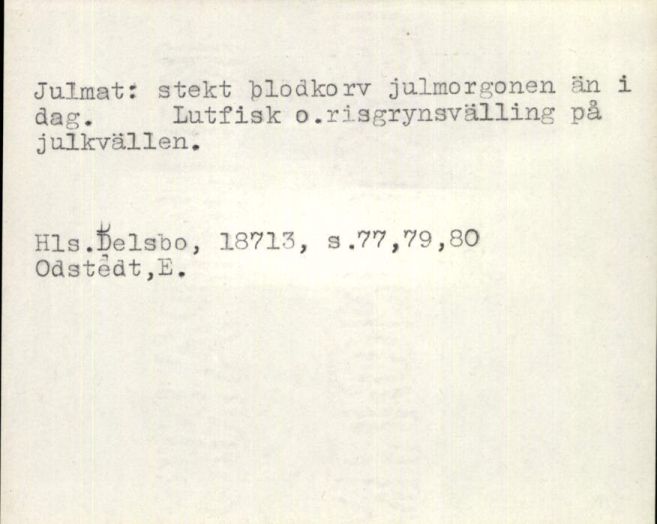 Julmat: stekt blodkorv julmorgonen än i
dag. Lutfisk o.risgrynsvälling på
julkvällen.
Hls.Delsbo, 18713, s.77,79,80
Odstedt,E.